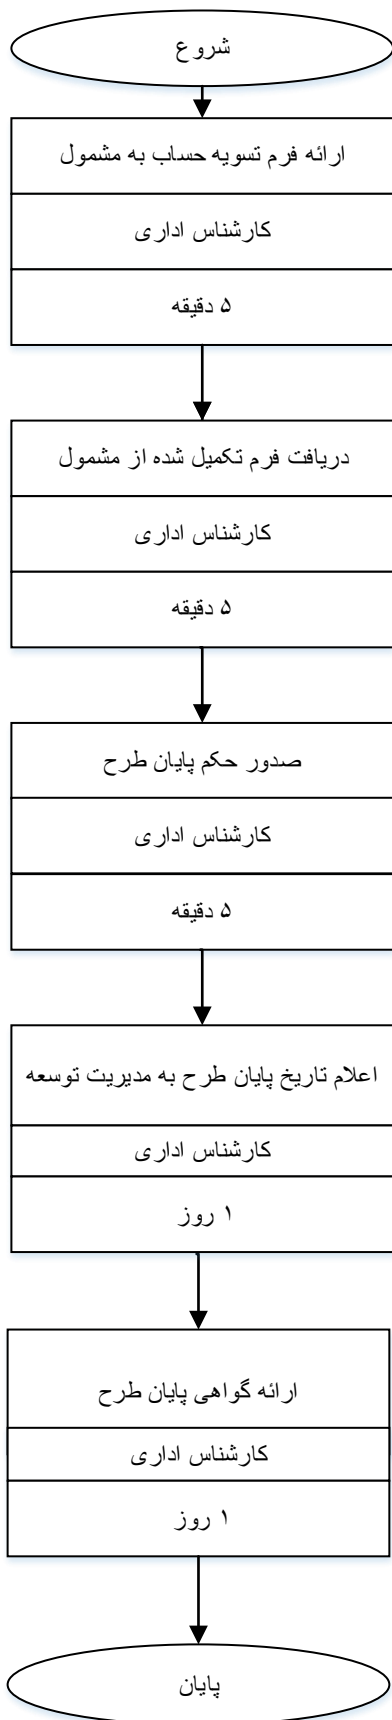 شروع
ارائه فرم تسویه حساب به مشمول
کارشناس اداری
۵ دقیقه
دریافت فرم تکمیل شده از مشمول
کارشناس اداری
۵ دقیقه
صدور حکم پایان طرح
کارشناس اداری
۵ دقیقه
اعلام تاریخ پایان طرح به مدیریت توسعه
کارشناس اداری
۱ روز
ارائه گواهی پایان طرح
کارشناس اداری
۱ روز
پایان